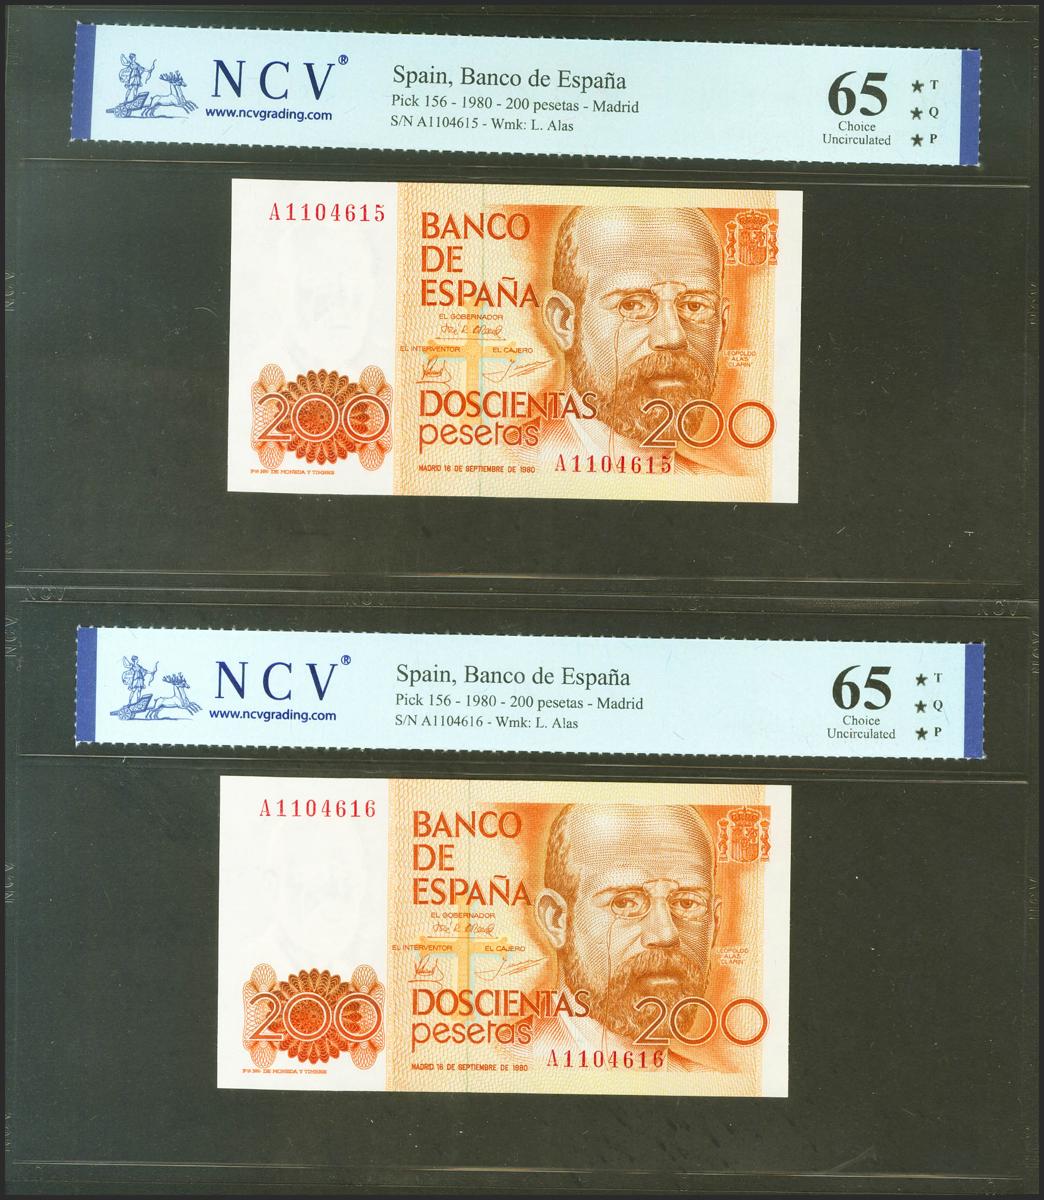 NCV®
www.ncvgrading.com
Spain, Banco de España
Pick 156 - 1980 - 200 pesetas - Madrid
S/N A1104615 - Wmk: L. Alas
65
Choice
Uncirculated
★ T
★ Q
★ P
A1104615
BANCO
DE
ESPAÑA
EL GOBERNADOR
EL INTERVENTOR EL CAJERO
LEOPOLDO
ALAS
"CLARIN"
DOSCIENTAS
pesetas
200
200
MADRID 16 DE SEPTIEMBRE DE 1980
A1104615
NCV®
www.ncvgrading.com
Spain, Banco de España
Pick 156 - 1980 - 200 pesetas - Madrid
S/N A1104616 - Wmk: L. Alas
65
Choice
Uncirculated
★ T
★ Q
★ P
A1104616
BANCO
DE
ESPAÑA
EL GOBERNADOR
EL INTERVENTOR EL CAJERO
LEOPOLDO
ALAS
"CLARIN"
DOSCIENTAS
pesetas
200
200
MADRID 16 DE SEPTIEMBRE DE 1980
A1104616